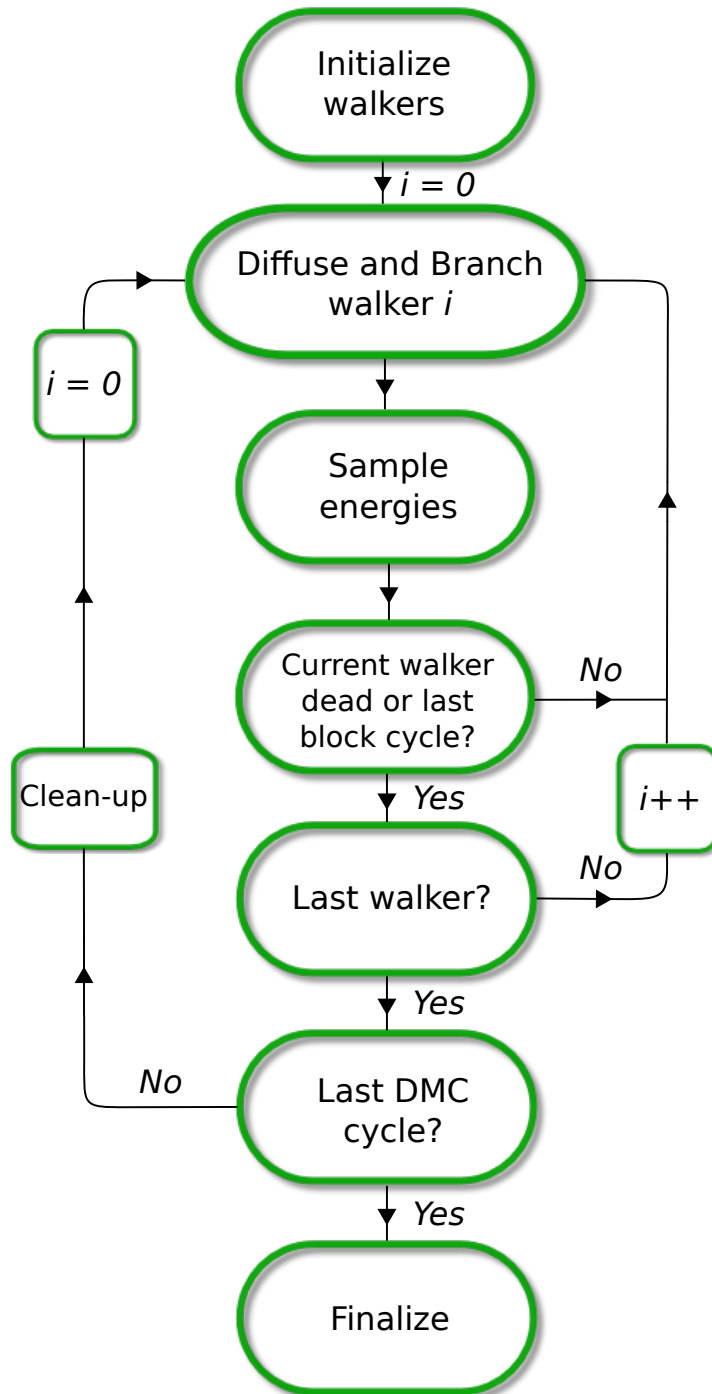 Initialize
walkers
i = 0
Diffuse and Branch
walker i
i = 0
Sample
energies
Current walker
dead or last
block cycle?
No
Yes
Clean-up
i++
Last walker?
No
Yes
Last DMC
cycle?
No
Yes
Finalize